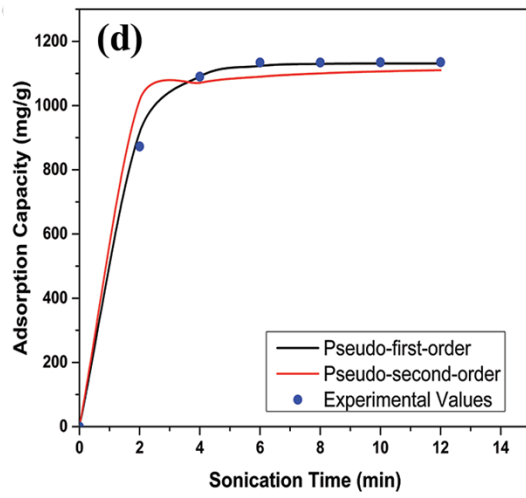 (d)
Adsorption Capacity (mg/g)
1200
1000
800
600
400
200
0
0 2 4 6 8 10 12 14
Sonication Time (min)
Pseudo-first-order
Pseudo-second-order
Experimental Values